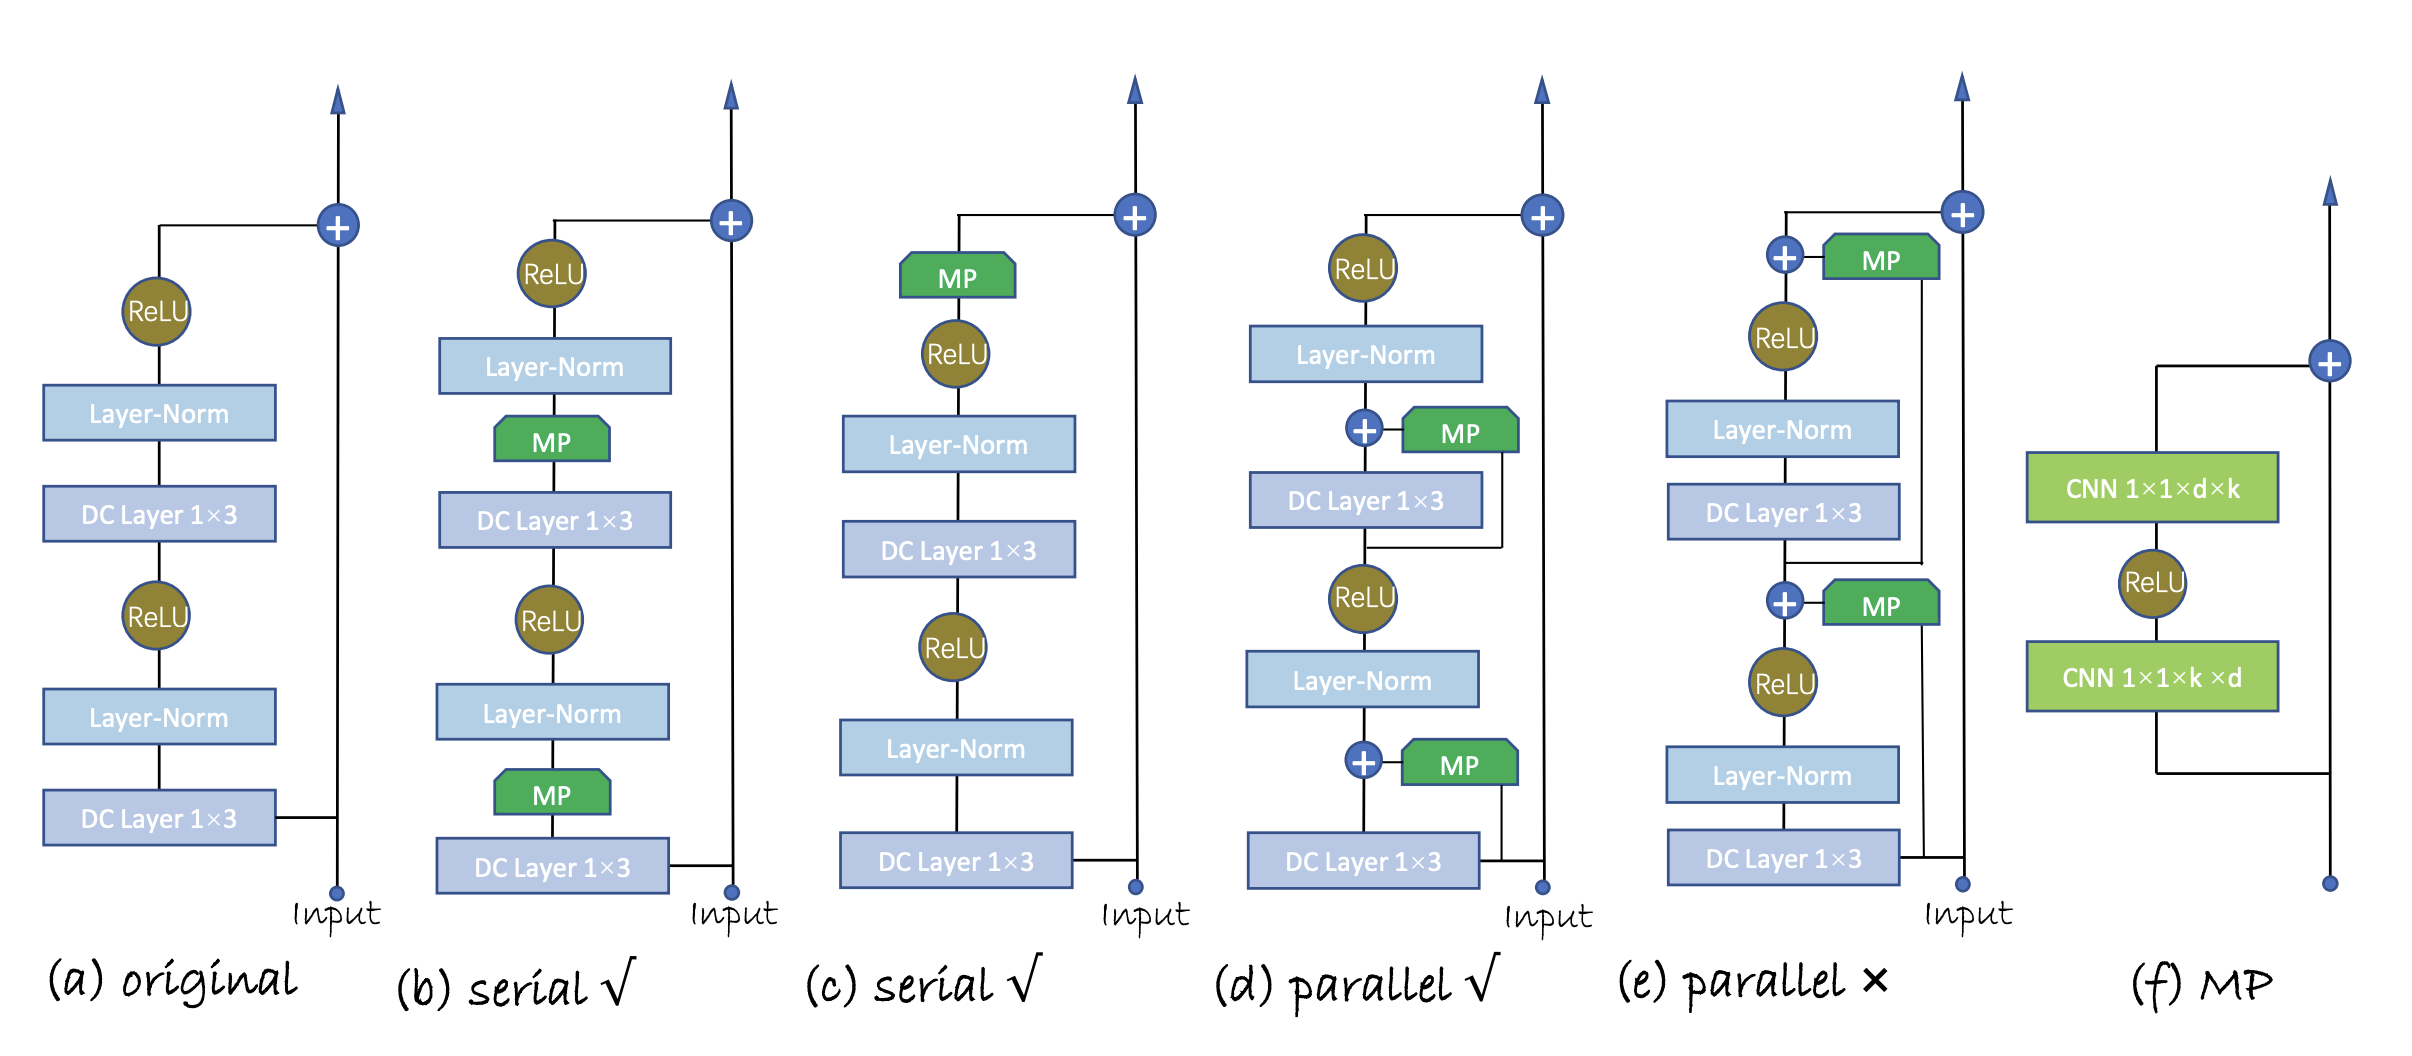 ReLU
Layer-Norm
DC Layer 1×3
ReLU
Layer-Norm
DC Layer 1×3
Input
(a) original
ReLU
Layer-Norm
MP
DC Layer 1×3
ReLU
Layer-Norm
MP
DC Layer 1×3
Input
(b) serial √
MP
ReLU
Layer-Norm
DC Layer 1×3
ReLU
Layer-Norm
DC Layer 1×3
Input
(c) serial √
ReLU
Layer-Norm
MP
DC Layer 1×3
ReLU
Layer-Norm
MP
DC Layer 1×3
Input
(d) parallel √
MP
ReLU
Layer-Norm
DC Layer 1×3
MP
ReLU
Layer-Norm
DC Layer 1×3
Input
(e) parallel ×
CNN 1×1×d×k
ReLU
CNN 1×1×k ×d
(f) MP